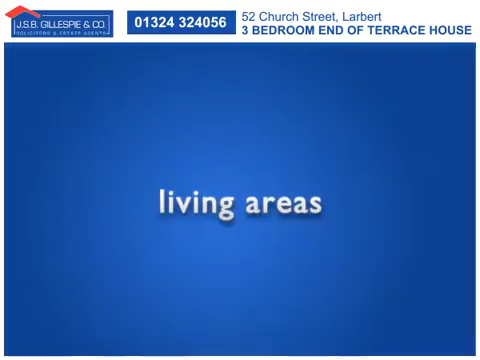 J.S.B. GILLESPIE & CO.
SOLICITORS & ESTATE AGENTS
01324 324056
52 Church Street, Larbert
3 BEDROOM END OF TERRACE HOUSE
living areas